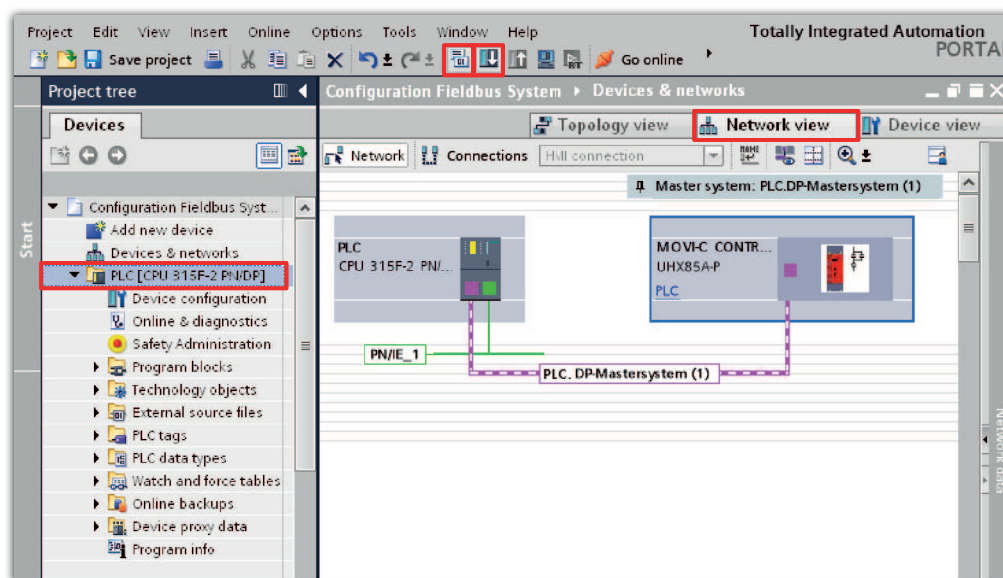 Project Edit View Insert Online Options Tools Window Help
Totally Integrated Automation
PORTA
Save project
Go online
Project tree
Configuration Fieldbus System Devices & networks
Devices
Topology view Network view Device view
Network Connections HMI connection
Master system: PLC.DP-Mastersystem (1)
Start
Configuration Fieldbus Syst...
Add new device
Devices & networks
PLC [CPU 315F-2 PN/DP]
Device configuration
Online & diagnostics
Safety Administration
Program blocks
Technology objects
External source files
PLC tags
PLC data types
Watch and force tables
Online backups
Device proxy data
Program info
PLC
CPU 315F-2 PN/...
MOVI-C CONTR...
UHX85A-P
PLC
PN/IE_1
PLC. DP-Mastersystem (1)
Network data